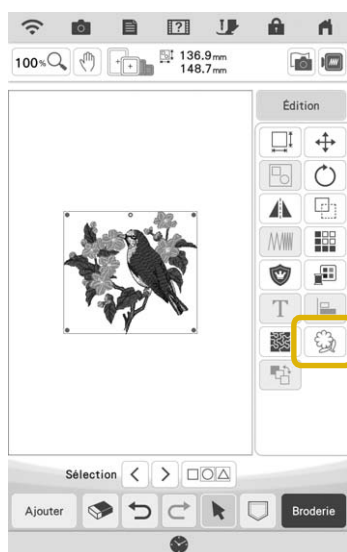 100%
136.9mm
148.7mm
Édition
T
Sélection
Ajouter
Broderie